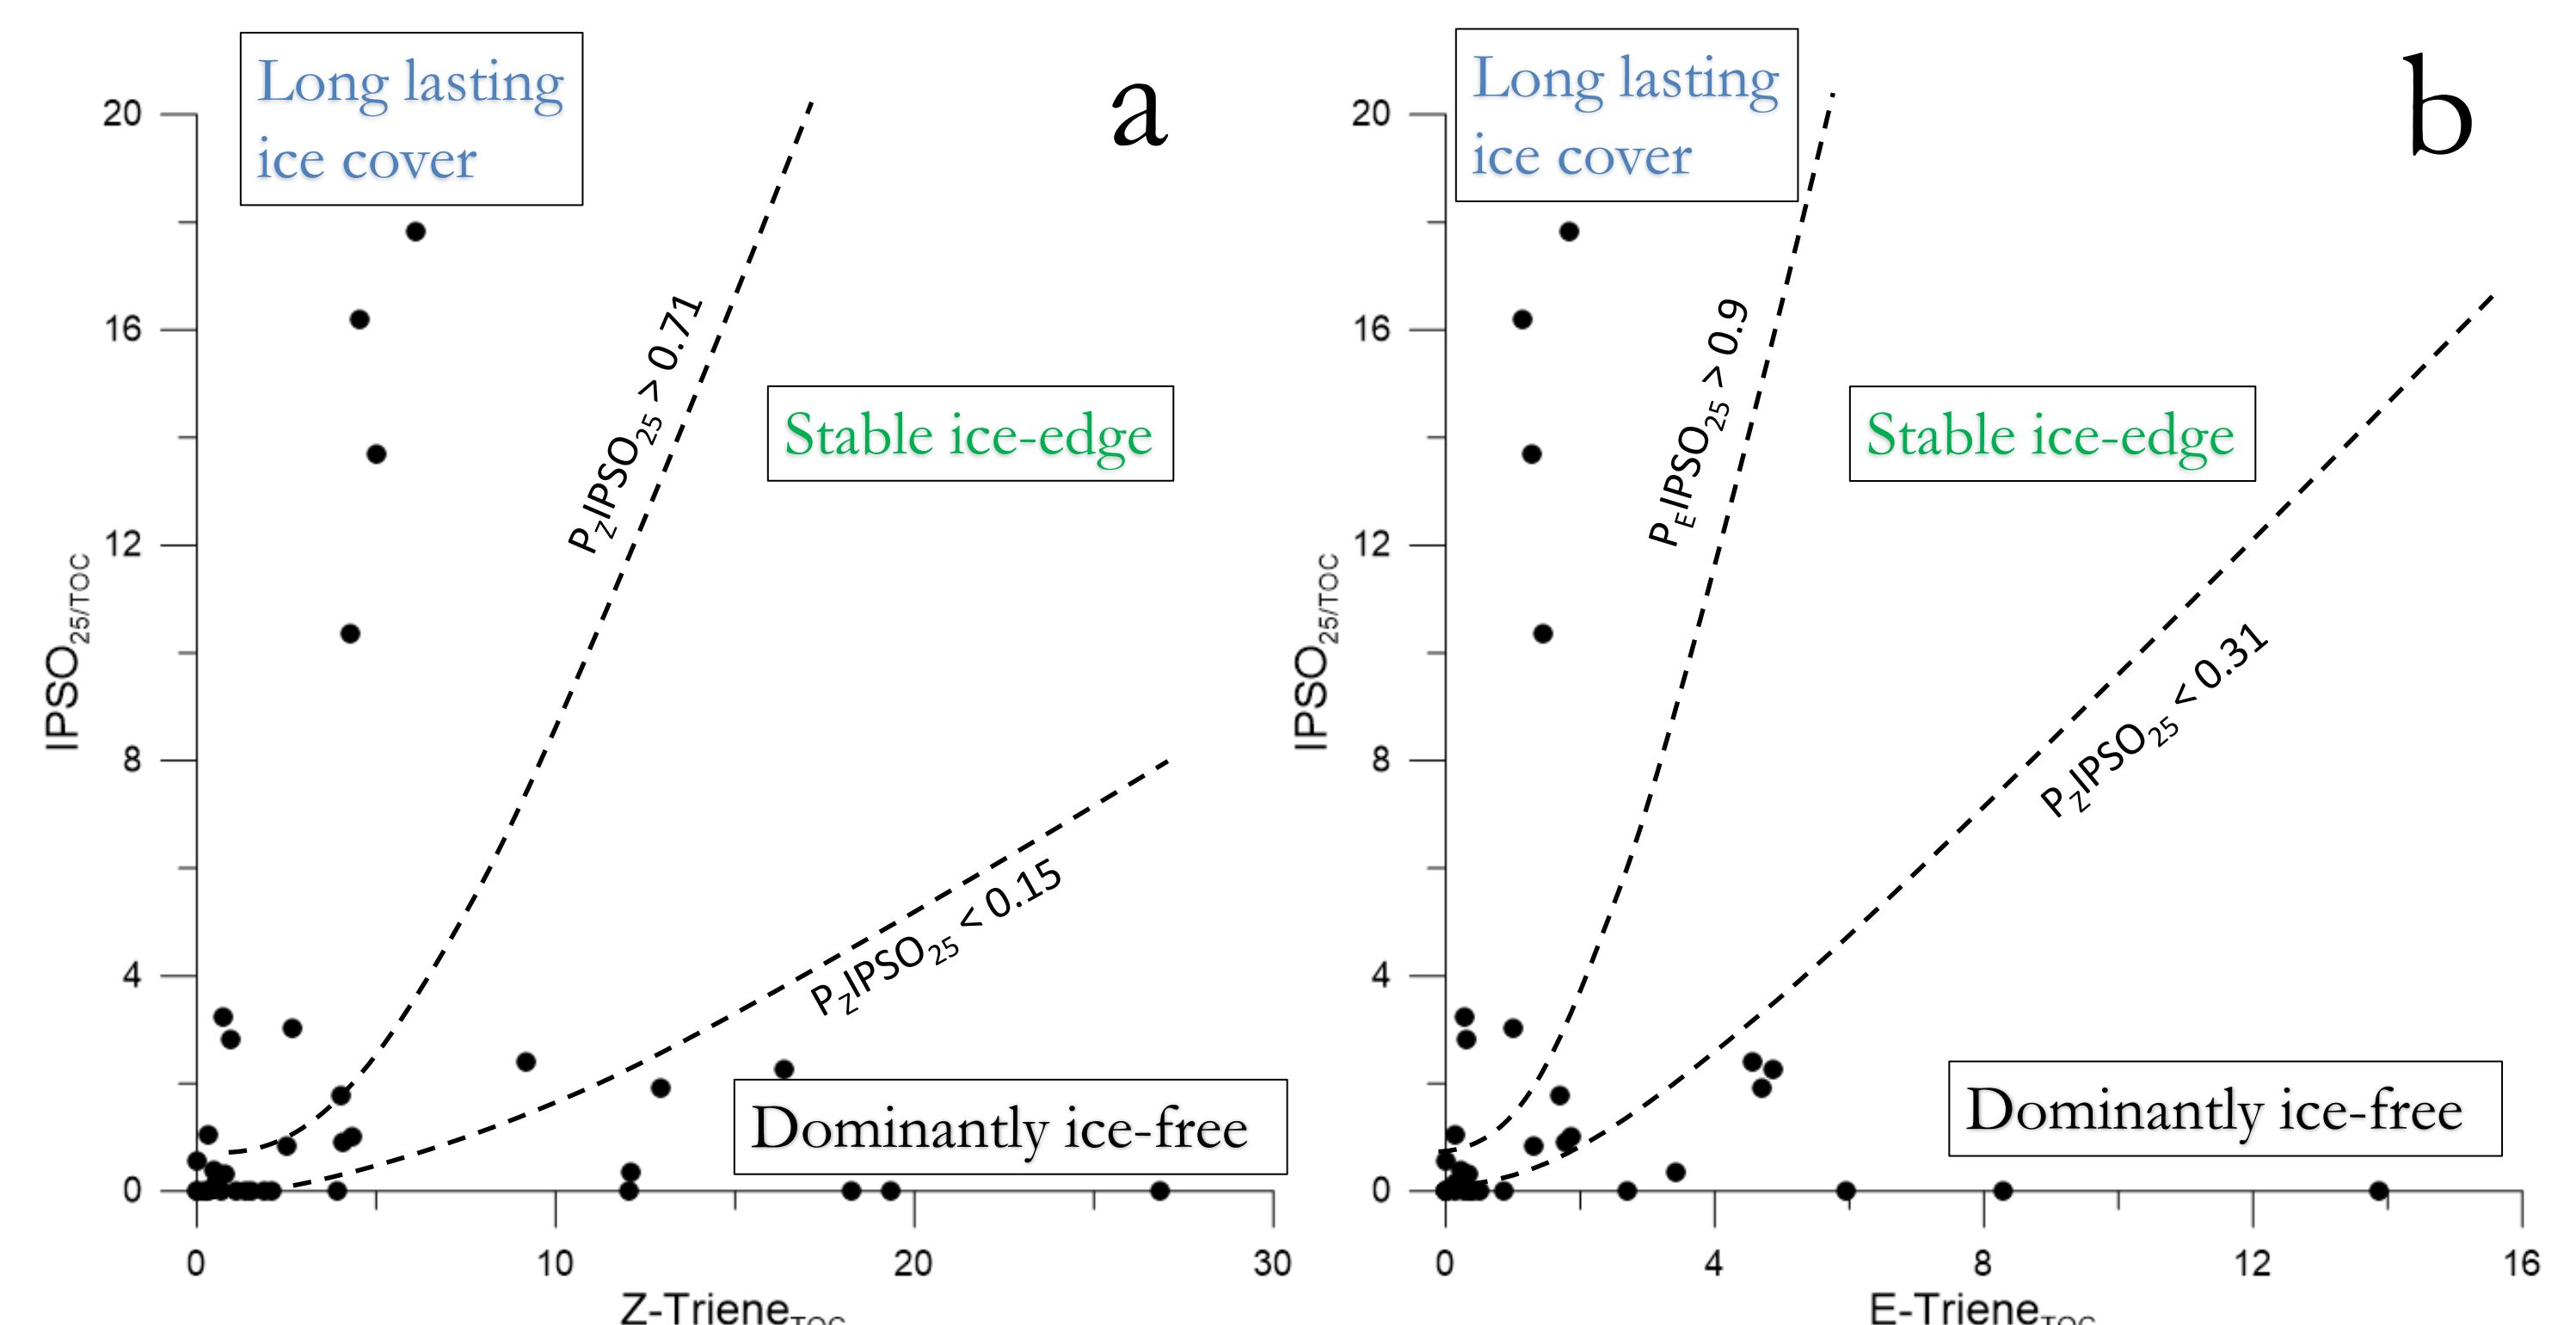 Long lasting
ice cover
a
20
16
12
8
4
0
IPSO25/TOC
PZIPSO25 > 0.71
Stable ice-edge
PZIPSO25 < 0.15
Dominantly ice-free
0 10 20 30
Z-TrieneTOC
Long lasting
ice cover
b
20
16
12
8
4
0
IPSO25/TOC
PEIPSO25 > 0.9
Stable ice-edge
PZIPSO25 < 0.31
Dominantly ice-free
0 4 8 12 16
E-TrieneTOC